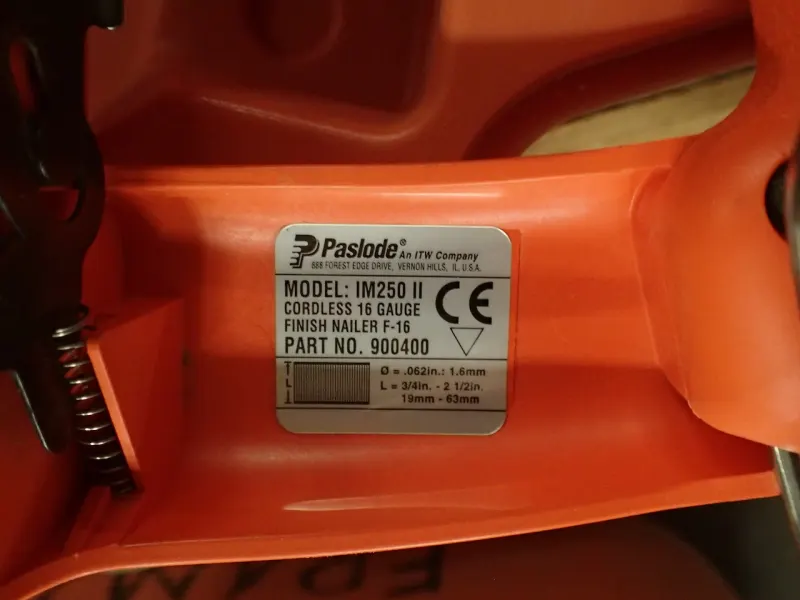 Paslode® An ITW Company
888 FOREST EDGE DRIVE, VERNON HILLS, IL. U.S.A.
MODEL: IM250 II
CORDLESS 16 GAUGE
FINISH NAILER F-16
PART NO. 900400
CE
L
Ø = .062in.: 1.6mm
L = 3/4in. - 2 1/2in.
19mm - 63mm